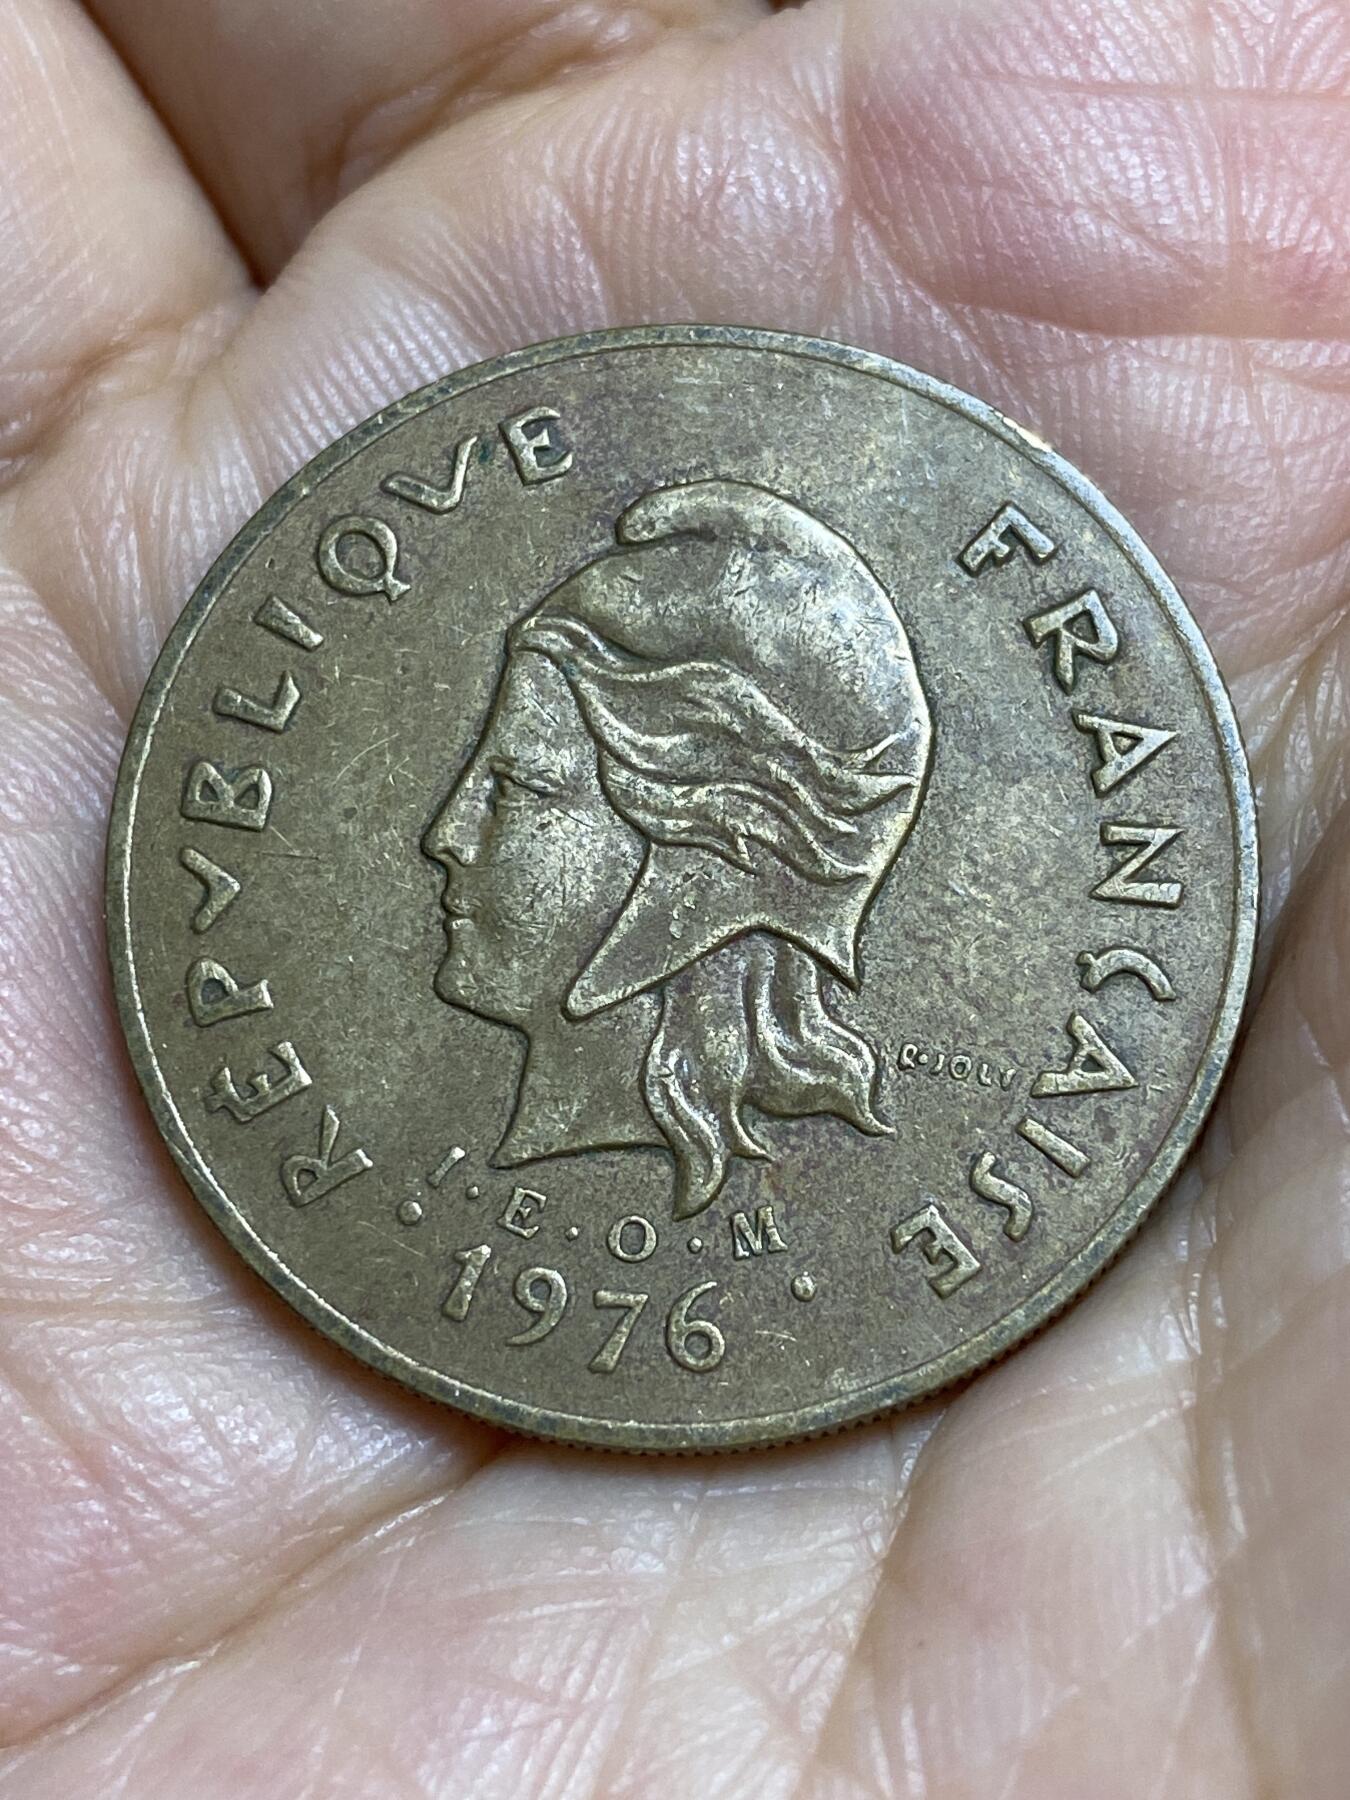 RÉPVBLIQVE FRANÇAISE
R·JOLY
I·E·O·M
·1976·